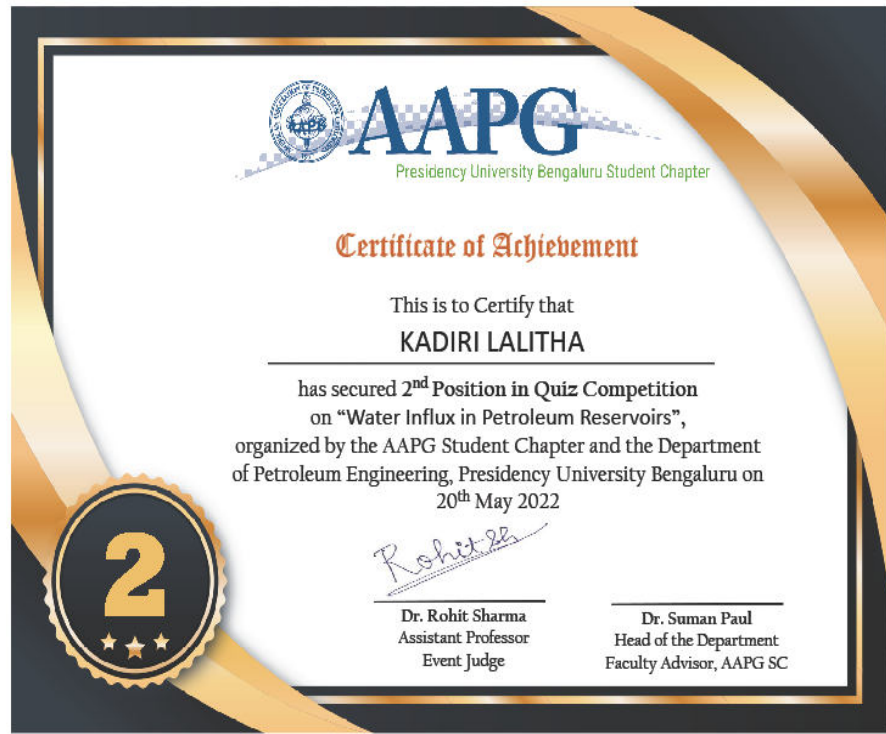 AAPG
Presidency University Bengaluru Student Chapter
Certificate of Achievement
This is to Certify that
KADIRI LALITHA
has secured 2nd Position in Quiz Competition
on “Water Influx in Petroleum Reservoirs”,
organized by the AAPG Student Chapter and the Department
of Petroleum Engineering, Presidency University Bengaluru on
20th May 2022
2
Rohit Sh
Dr. Rohit Sharma
Assistant Professor
Event Judge
Dr. Suman Paul
Head of the Department
Faculty Advisor, AAPG SC